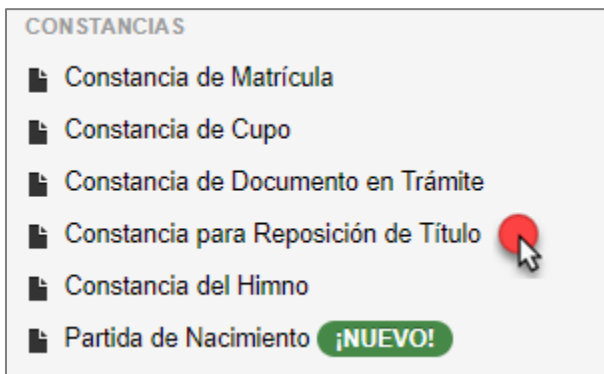 CONSTANCIAS
Constancia de Matrícula
Constancia de Cupo
Constancia de Documento en Trámite
Constancia para Reposición de Título
Constancia del Himno
Partida de Nacimiento ¡NUEVO!